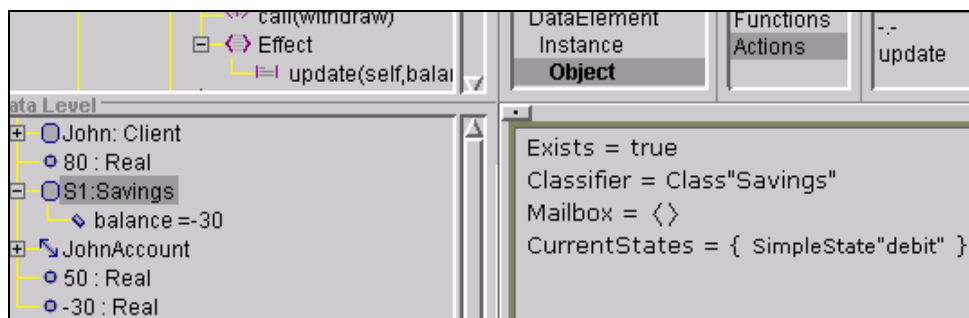 call(withdraw)
Effect
update(self,balar
DataElement
Instance
Object
Functions
Actions
-.-
update
ata Level
John: Client
80 : Real
S1:Savings
balance =-30
JohnAccount
50 : Real
-30 : Real
Exists = true
Classifier = Class"Savings"
Mailbox = ⟨⟩
CurrentStates = { SimpleState"debit" }